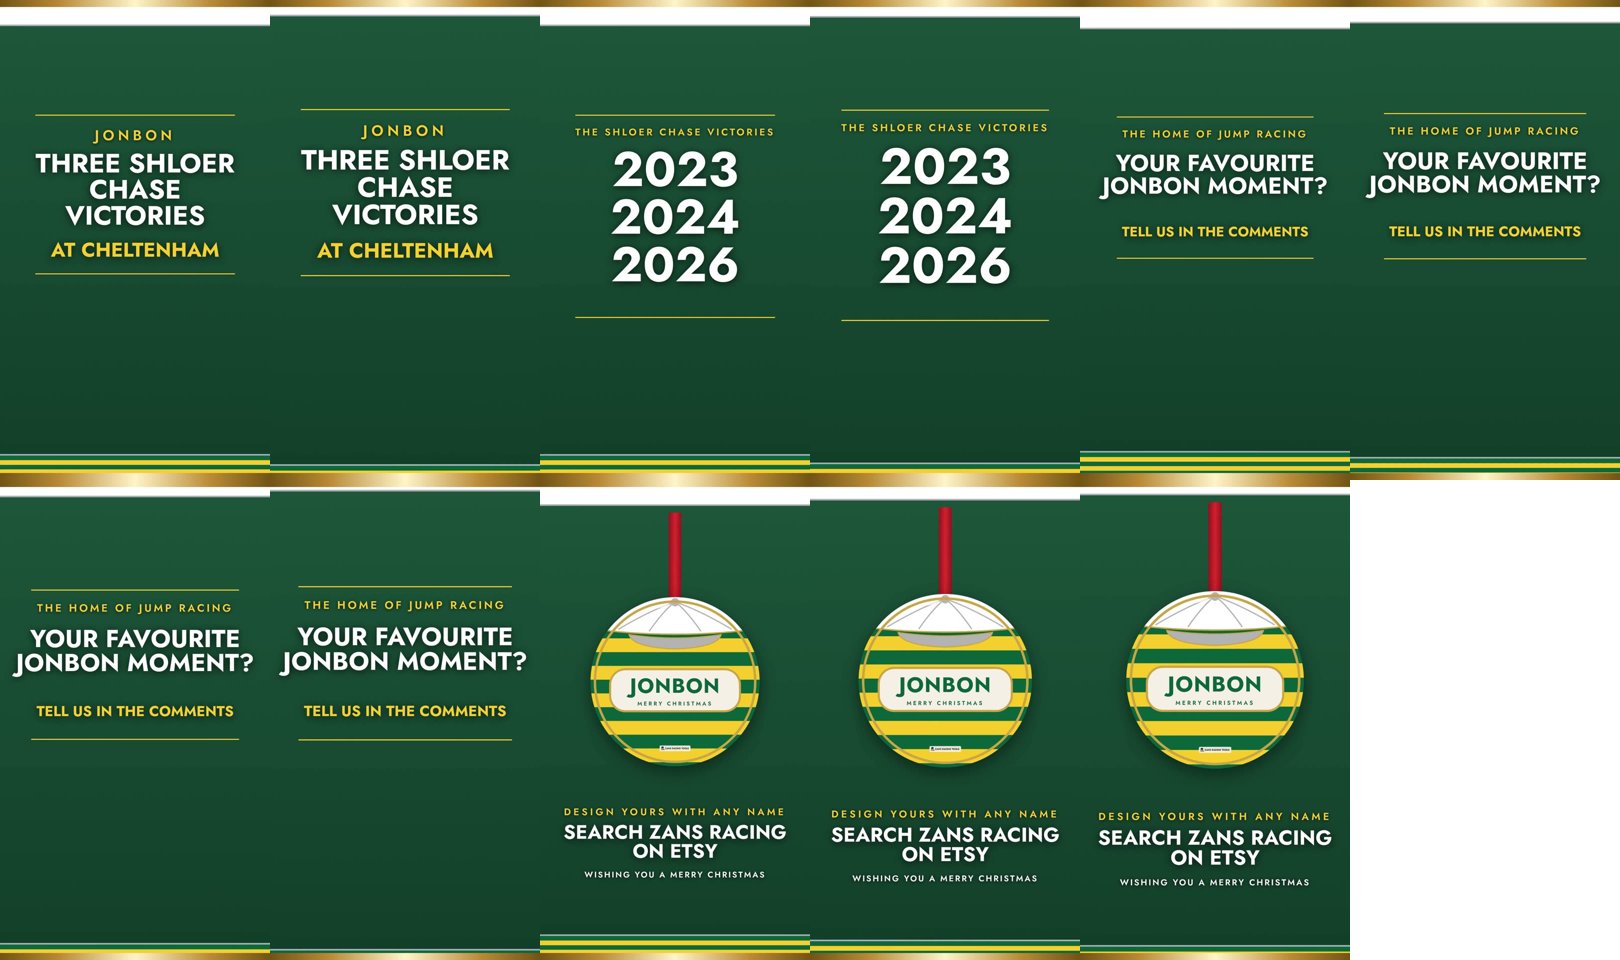 JONBON
THREE SHLOER
CHASE
VICTORIES
AT CHELTENHAM
JONBON
THREE SHLOER
CHASE
VICTORIES
AT CHELTENHAM
THE SHLOER CHASE VICTORIES
2023
2024
2026
THE SHLOER CHASE VICTORIES
2023
2024
2026
THE HOME OF JUMP RACING
YOUR FAVOURITE
JONBON MOMENT?
TELL US IN THE COMMENTS
THE HOME OF JUMP RACING
YOUR FAVOURITE
JONBON MOMENT?
TELL US IN THE COMMENTS
THE HOME OF JUMP RACING
YOUR FAVOURITE
JONBON MOMENT?
TELL US IN THE COMMENTS
THE HOME OF JUMP RACING
YOUR FAVOURITE
JONBON MOMENT?
TELL US IN THE COMMENTS
JONBON
MERRY CHRISTMAS
DESIGN YOURS WITH ANY NAME
SEARCH ZANS RACING
ON ETSY
WISHING YOU A MERRY CHRISTMAS
JONBON
MERRY CHRISTMAS
DESIGN YOURS WITH ANY NAME
SEARCH ZANS RACING
ON ETSY
WISHING YOU A MERRY CHRISTMAS
JONBON
MERRY CHRISTMAS
DESIGN YOURS WITH ANY NAME
SEARCH ZANS RACING
ON ETSY
WISHING YOU A MERRY CHRISTMAS